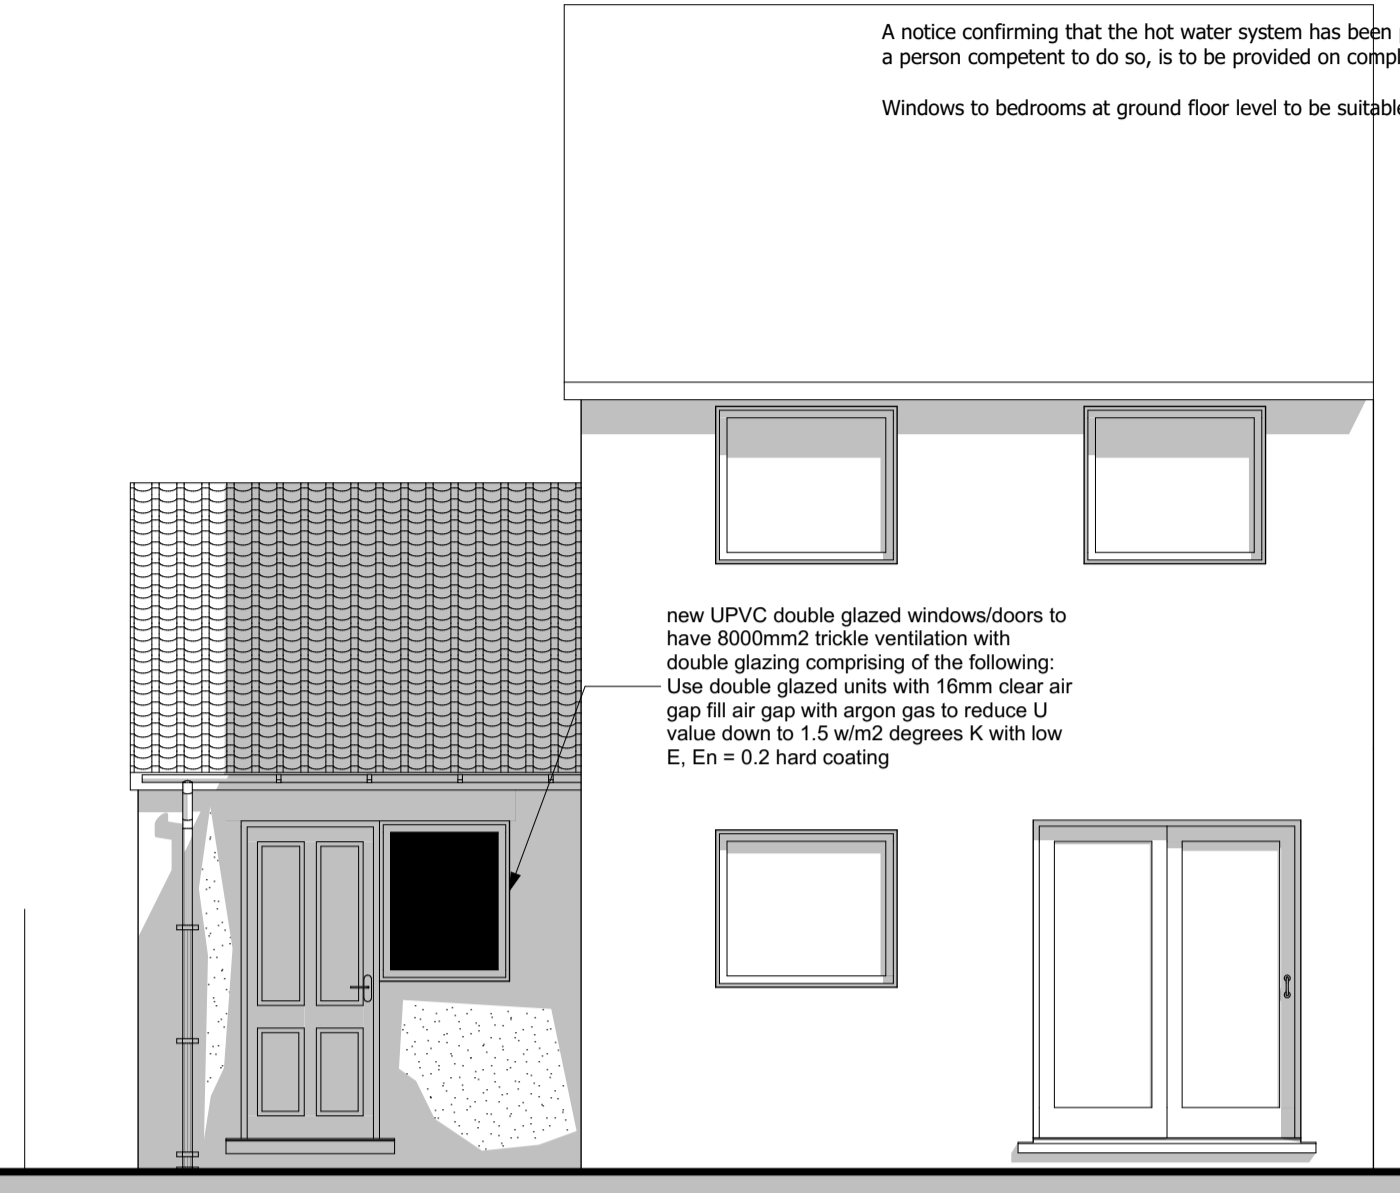 A notice confirming that the hot water system has been
a person competent to do so, is to be provided on compl
Windows to bedrooms at ground floor level to be suitable
new UPVC double glazed windows/doors to
have 8000mm2 trickle ventilation with
double glazing comprising of the following:
Use double glazed units with 16mm clear air
gap fill air gap with argon gas to reduce U
value down to 1.5 w/m2 degrees K with low
E, En = 0.2 hard coating